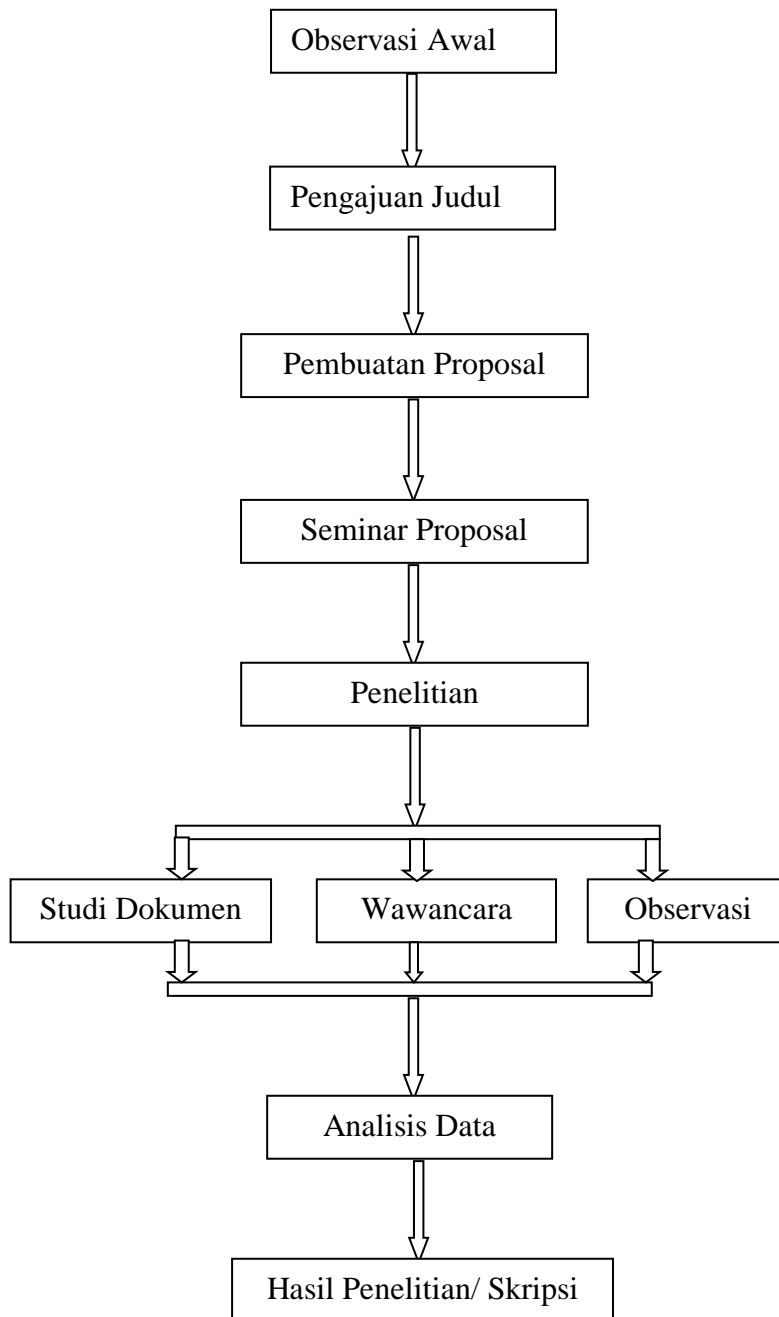 Observasi Awal
Pengajuan Judul
Pembuatan Proposal
Seminar Proposal
Penelitian
Studi Dokumen
Wawancara
Observasi
Analisis Data
Hasil Penelitian/ Skripsi